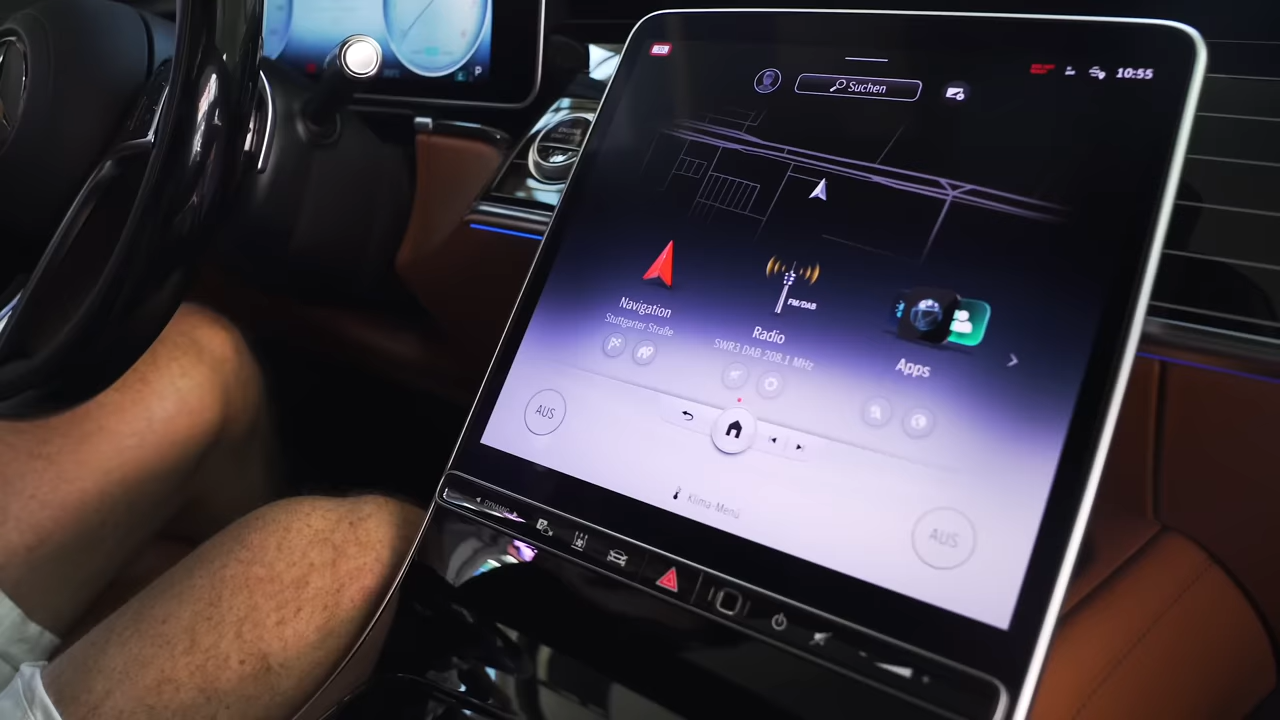 10:55
Suchen
Navigation
Stuttgarter Straße
FM/DAB
Radio
SWR3 DAB 208.1 MHz
Apps
AUS
Klima-Menü
AUS
DYNAMIC
ENGINE
P